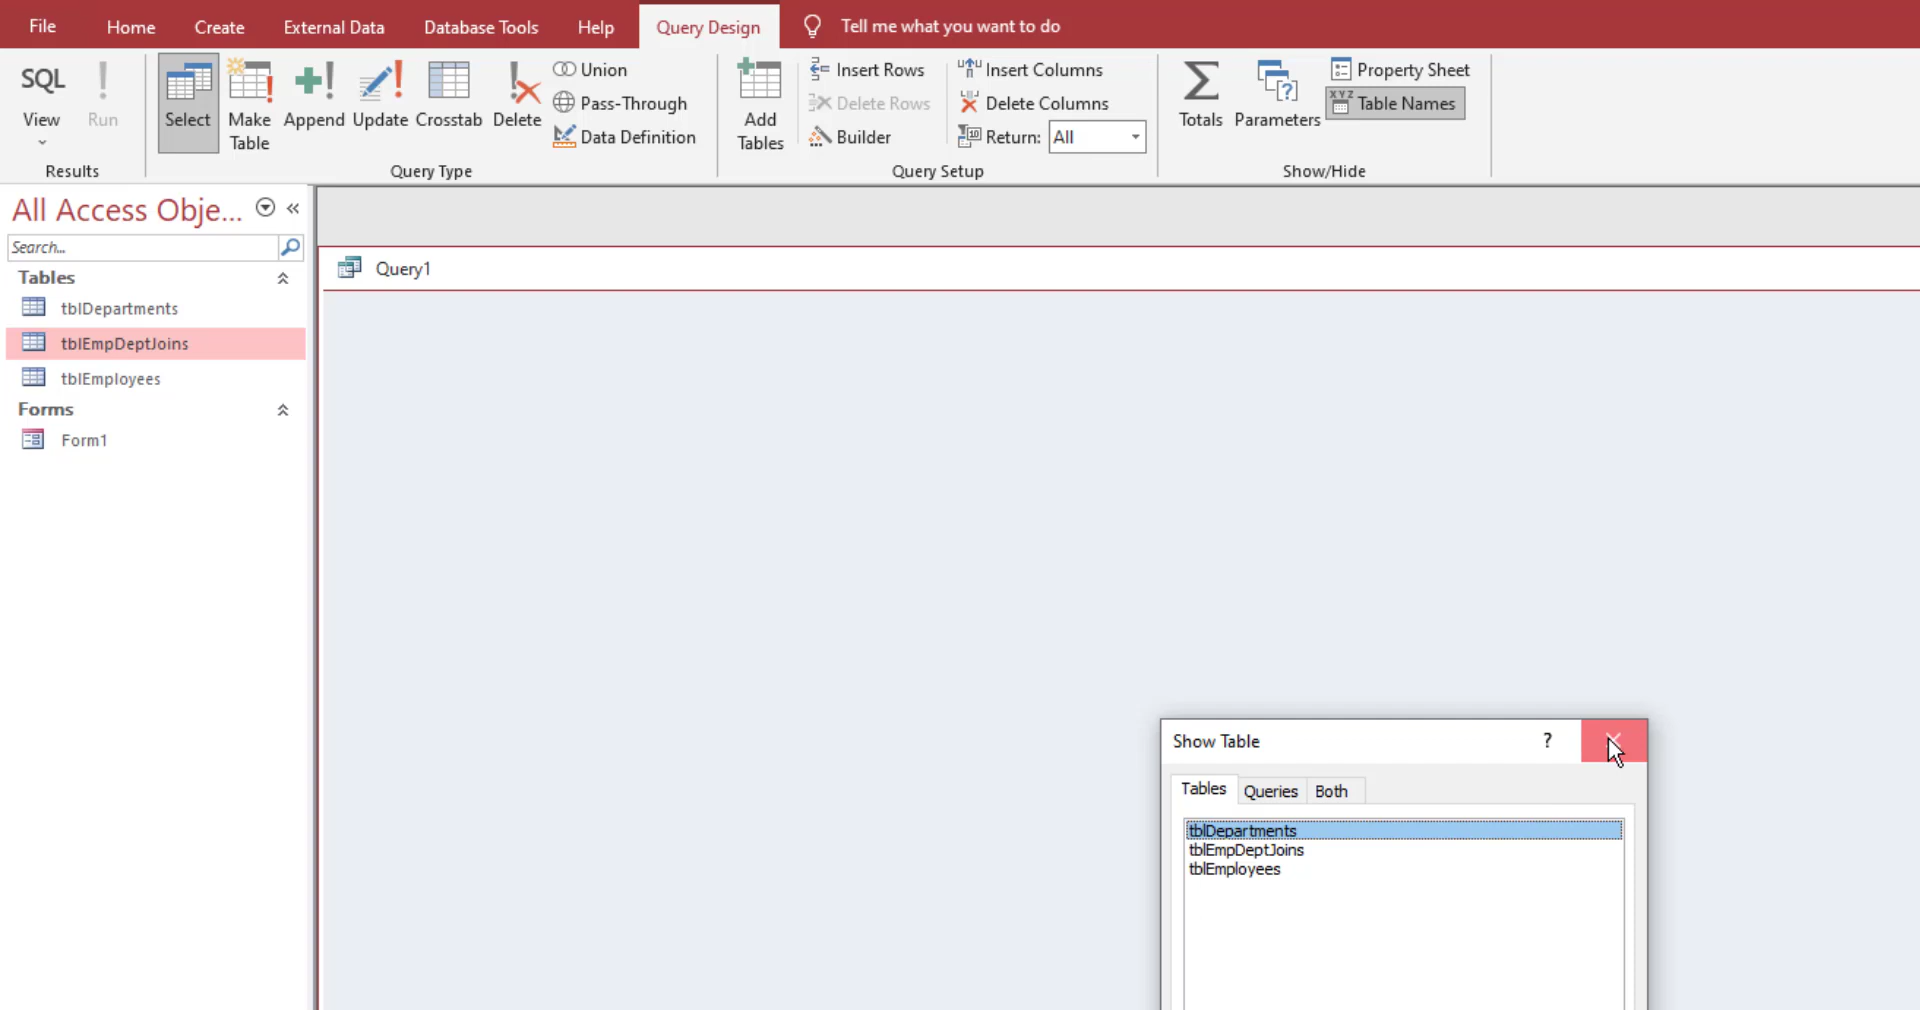 File Home Create External Data Database Tools Help Query Design Tell me what you want to do
SQL
View
Run
Results
Select
Make Table
Append
Update
Crosstab
Delete
Union
Pass-Through
Data Definition
Query Type
Add Tables
Insert Rows
Delete Rows
Builder
Insert Columns
Delete Columns
Return: All
Query Setup
Totals
Parameters
Property Sheet
XYZ Table Names
Show/Hide
All Access Obje...
Search...
Tables
tblDepartments
tblEmpDeptJoins
tblEmployees
Forms
Form1
Query1
Show Table ?
Tables Queries Both
tblDepartments
tblEmpDeptJoins
tblEmployees